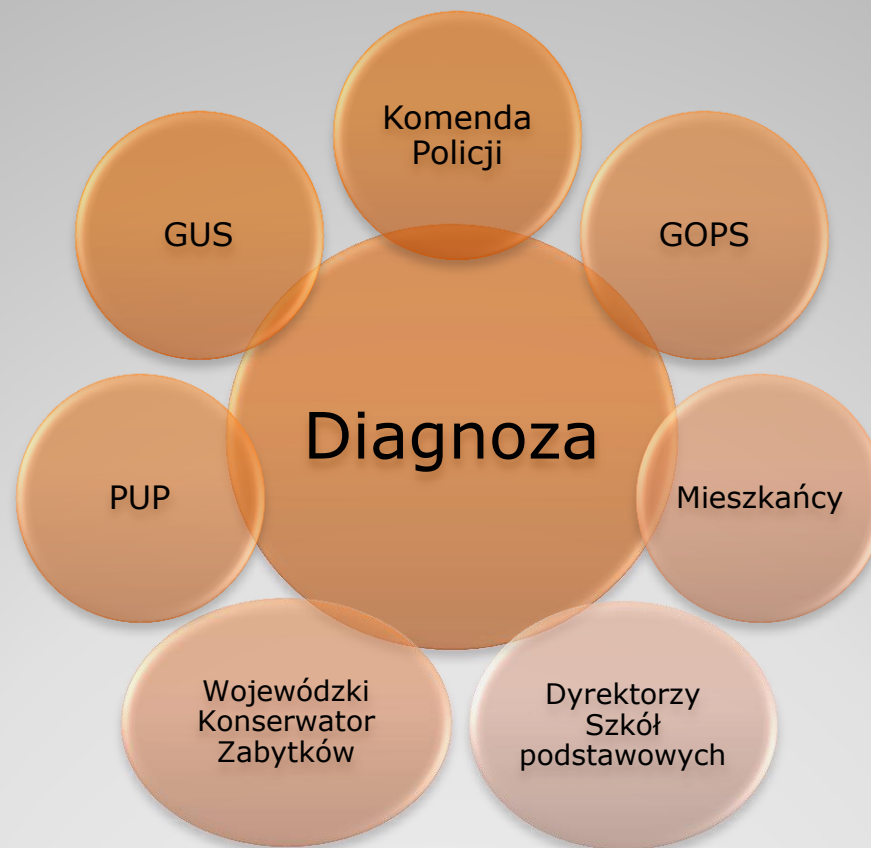 Komenda
Policji
GUS
GOPS
Diagnoza
PUP
Mieszkańcy
Wojewódzki
Konserwator
Zabytków
Dyrektorzy
Szkół
podstawowych